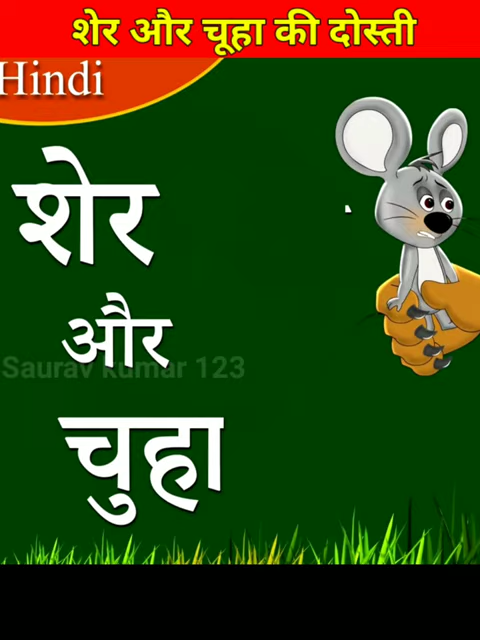 शेर और चूहा की दोस्ती
Hindi
शेर
और
Saurav kumar 123
चुहा